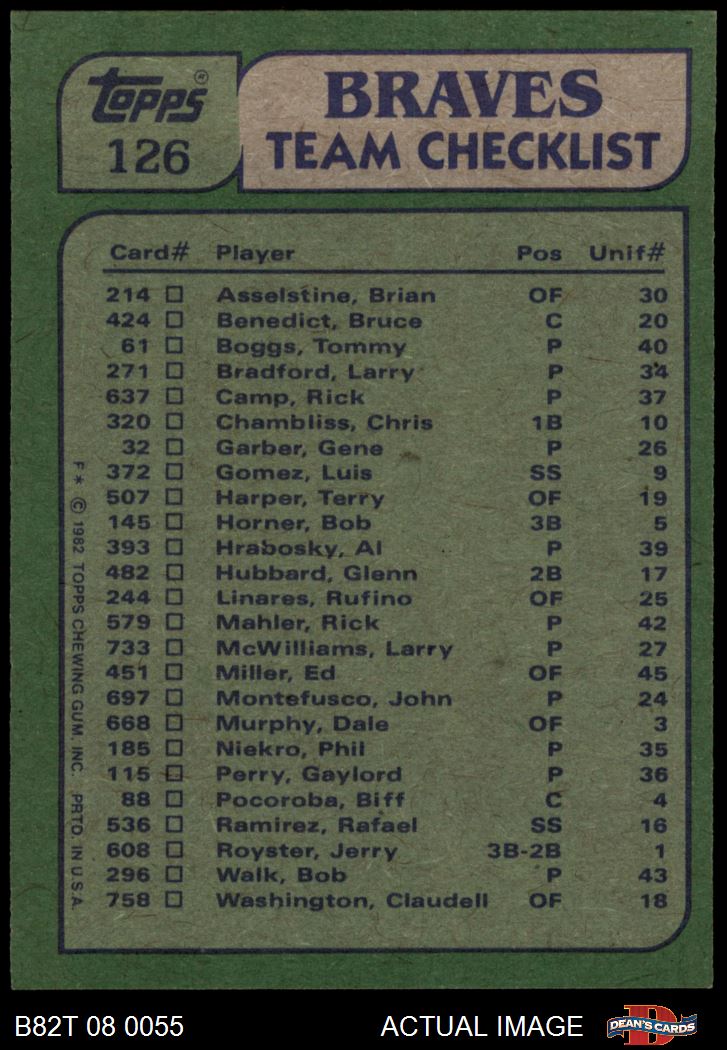 Topps®
126
BRAVES
TEAM CHECKLIST
Card# Player Pos Unif#
214 Asselstine, Brian OF 30
424 Benedict, Bruce C 20
61 Boggs, Tommy P 40
271 Bradford, Larry P 34
637 Camp, Rick P 37
320 Chambliss, Chris 1B 10
32 Garber, Gene P 26
372 Gomez, Luis SS 9
507 Harper, Terry OF 19
145 Horner, Bob 3B 5
393 Hrabosky, Al P 39
482 Hubbard, Glenn 2B 17
244 Linares, Rufino OF 25
579 Mahler, Rick P 42
733 McWilliams, Larry P 27
451 Miller, Ed OF 45
697 Montefusco, John P 24
668 Murphy, Dale OF 3
185 Niekro, Phil P 35
115 Perry, Gaylord P 36
88 Pocoroba, Biff C 4
536 Ramirez, Rafael SS 16
608 Royster, Jerry 3B-2B 1
296 Walk, Bob P 43
758 Washington, Claudell OF 18
F* © 1982 TOPPS CHEWING GUM, INC. PRTD. IN U.S.A.
B82T 08 0055
ACTUAL IMAGE
DEAN'S CARDS